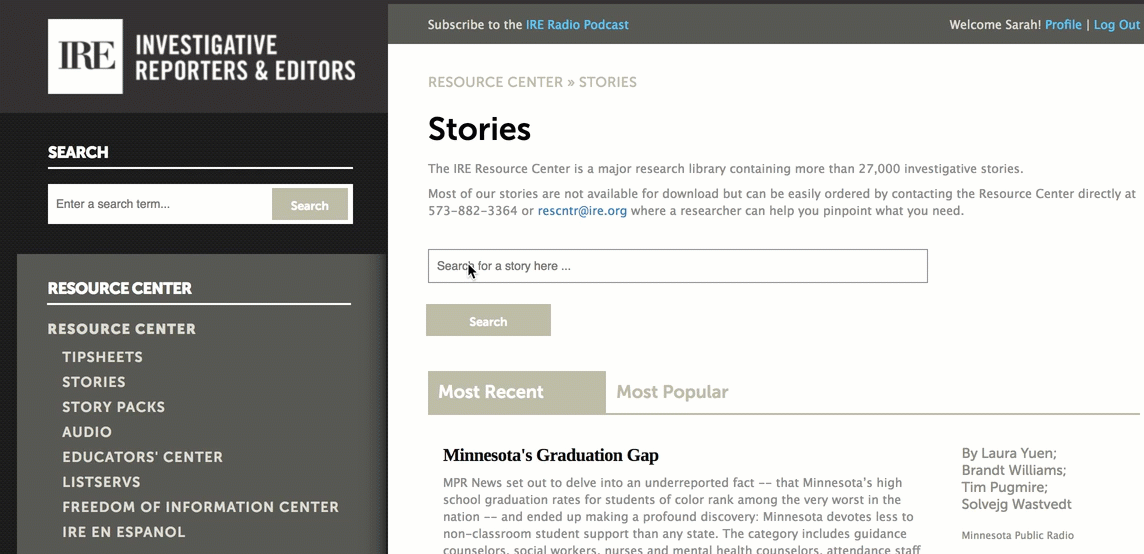 IRE INVESTIGATIVE
REPORTERS & EDITORS
SEARCH
Enter a search term...
Search
RESOURCE CENTER
RESOURCE CENTER
TIPSHEETS
STORIES
STORY PACKS
AUDIO
EDUCATORS' CENTER
LISTSERVS
FREEDOM OF INFORMATION CENTER
IRE EN ESPANOL
Subscribe to the IRE Radio Podcast
Welcome Sarah! Profile | Log Out
RESOURCE CENTER » STORIES
Stories
The IRE Resource Center is a major research library containing more than 27,000 investigative stories.
Most of our stories are not available for download but can be easily ordered by contacting the Resource Center directly at
573-882-3364 or rescntr@ire.org where a researcher can help you pinpoint what you need.
Search for a story here ...
Search
Most Recent
Most Popular
Minnesota's Graduation Gap
MPR News set out to delve into an underreported fact -- that Minnesota's high
school graduation rates for students of color rank among the very worst in the
nation -- and ended up making a profound discovery: Minnesota devotes less to
non-classroom student support than any state. The category includes guidance
counselors, social workers, nurses and mental health counselors, attendance staff
By Laura Yuen;
Brandt Williams;
Tim Pugmire;
Solvejg Wastvedt
Minnesota Public Radio